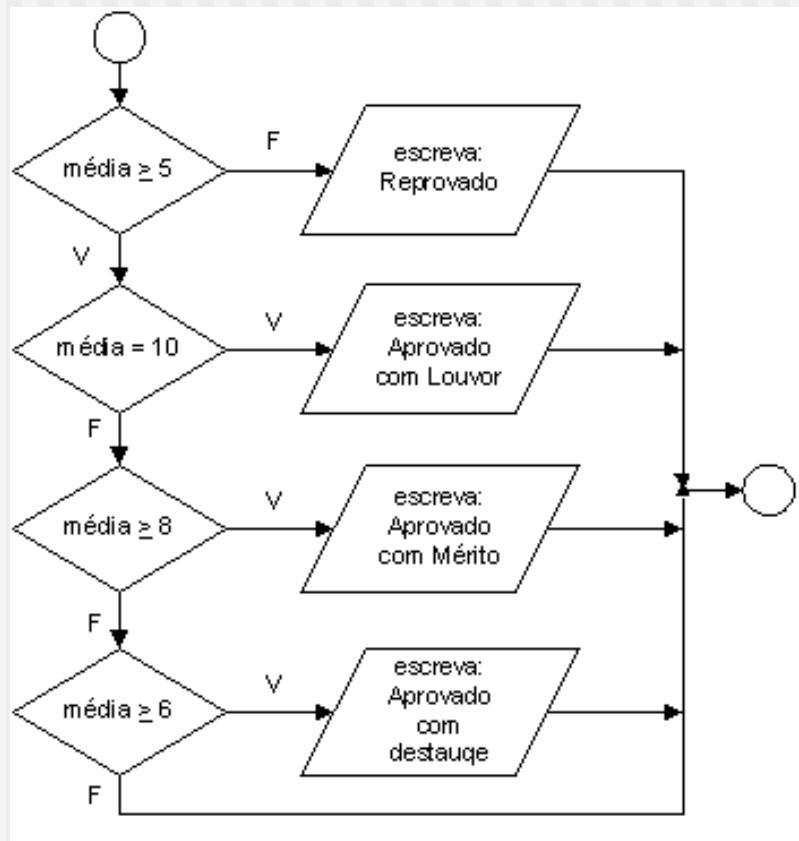 média ≥ 5
F
escreva:
Reprovado
V
média = 10
V
escreva:
Aprovado
com Louvor
F
média ≥ 8
V
escreva:
Aprovado
com Mérito
F
média ≥ 6
V
escreva:
Aprovado
com
destauqe
F